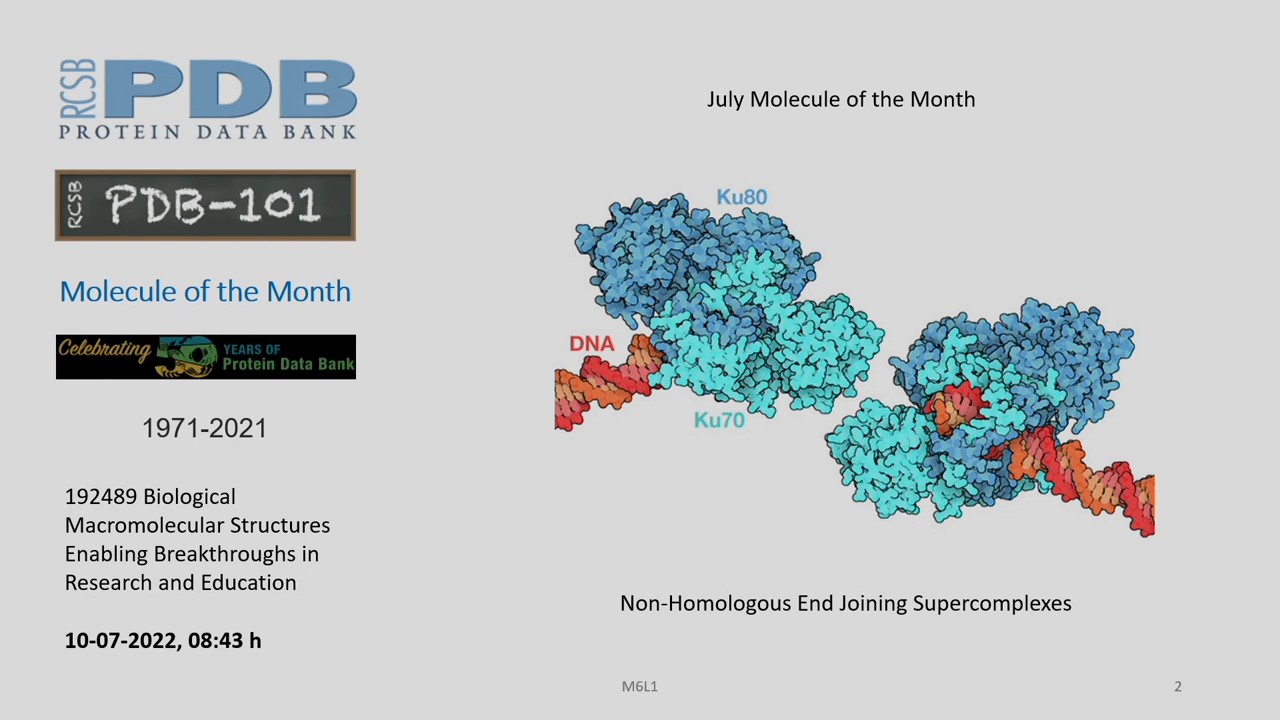 RCSB
PDB
PROTEIN DATA BANK
RCSB
PDB-101
Molecule of the Month
Celebrating
YEARS OF
Protein Data Bank
1971-2021
192489 Biological
Macromolecular Structures
Enabling Breakthroughs in
Research and Education
10-07-2022, 08:43 h
July Molecule of the Month
Ku80
DNA
Ku70
Non-Homologous End Joining Supercomplexes
M6L1
2